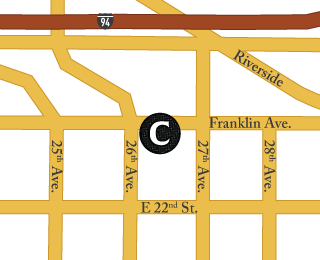 94
Riverside
C
Franklin Ave.
25th Ave.
26th Ave.
27th Ave.
28th Ave.
E 22nd St.